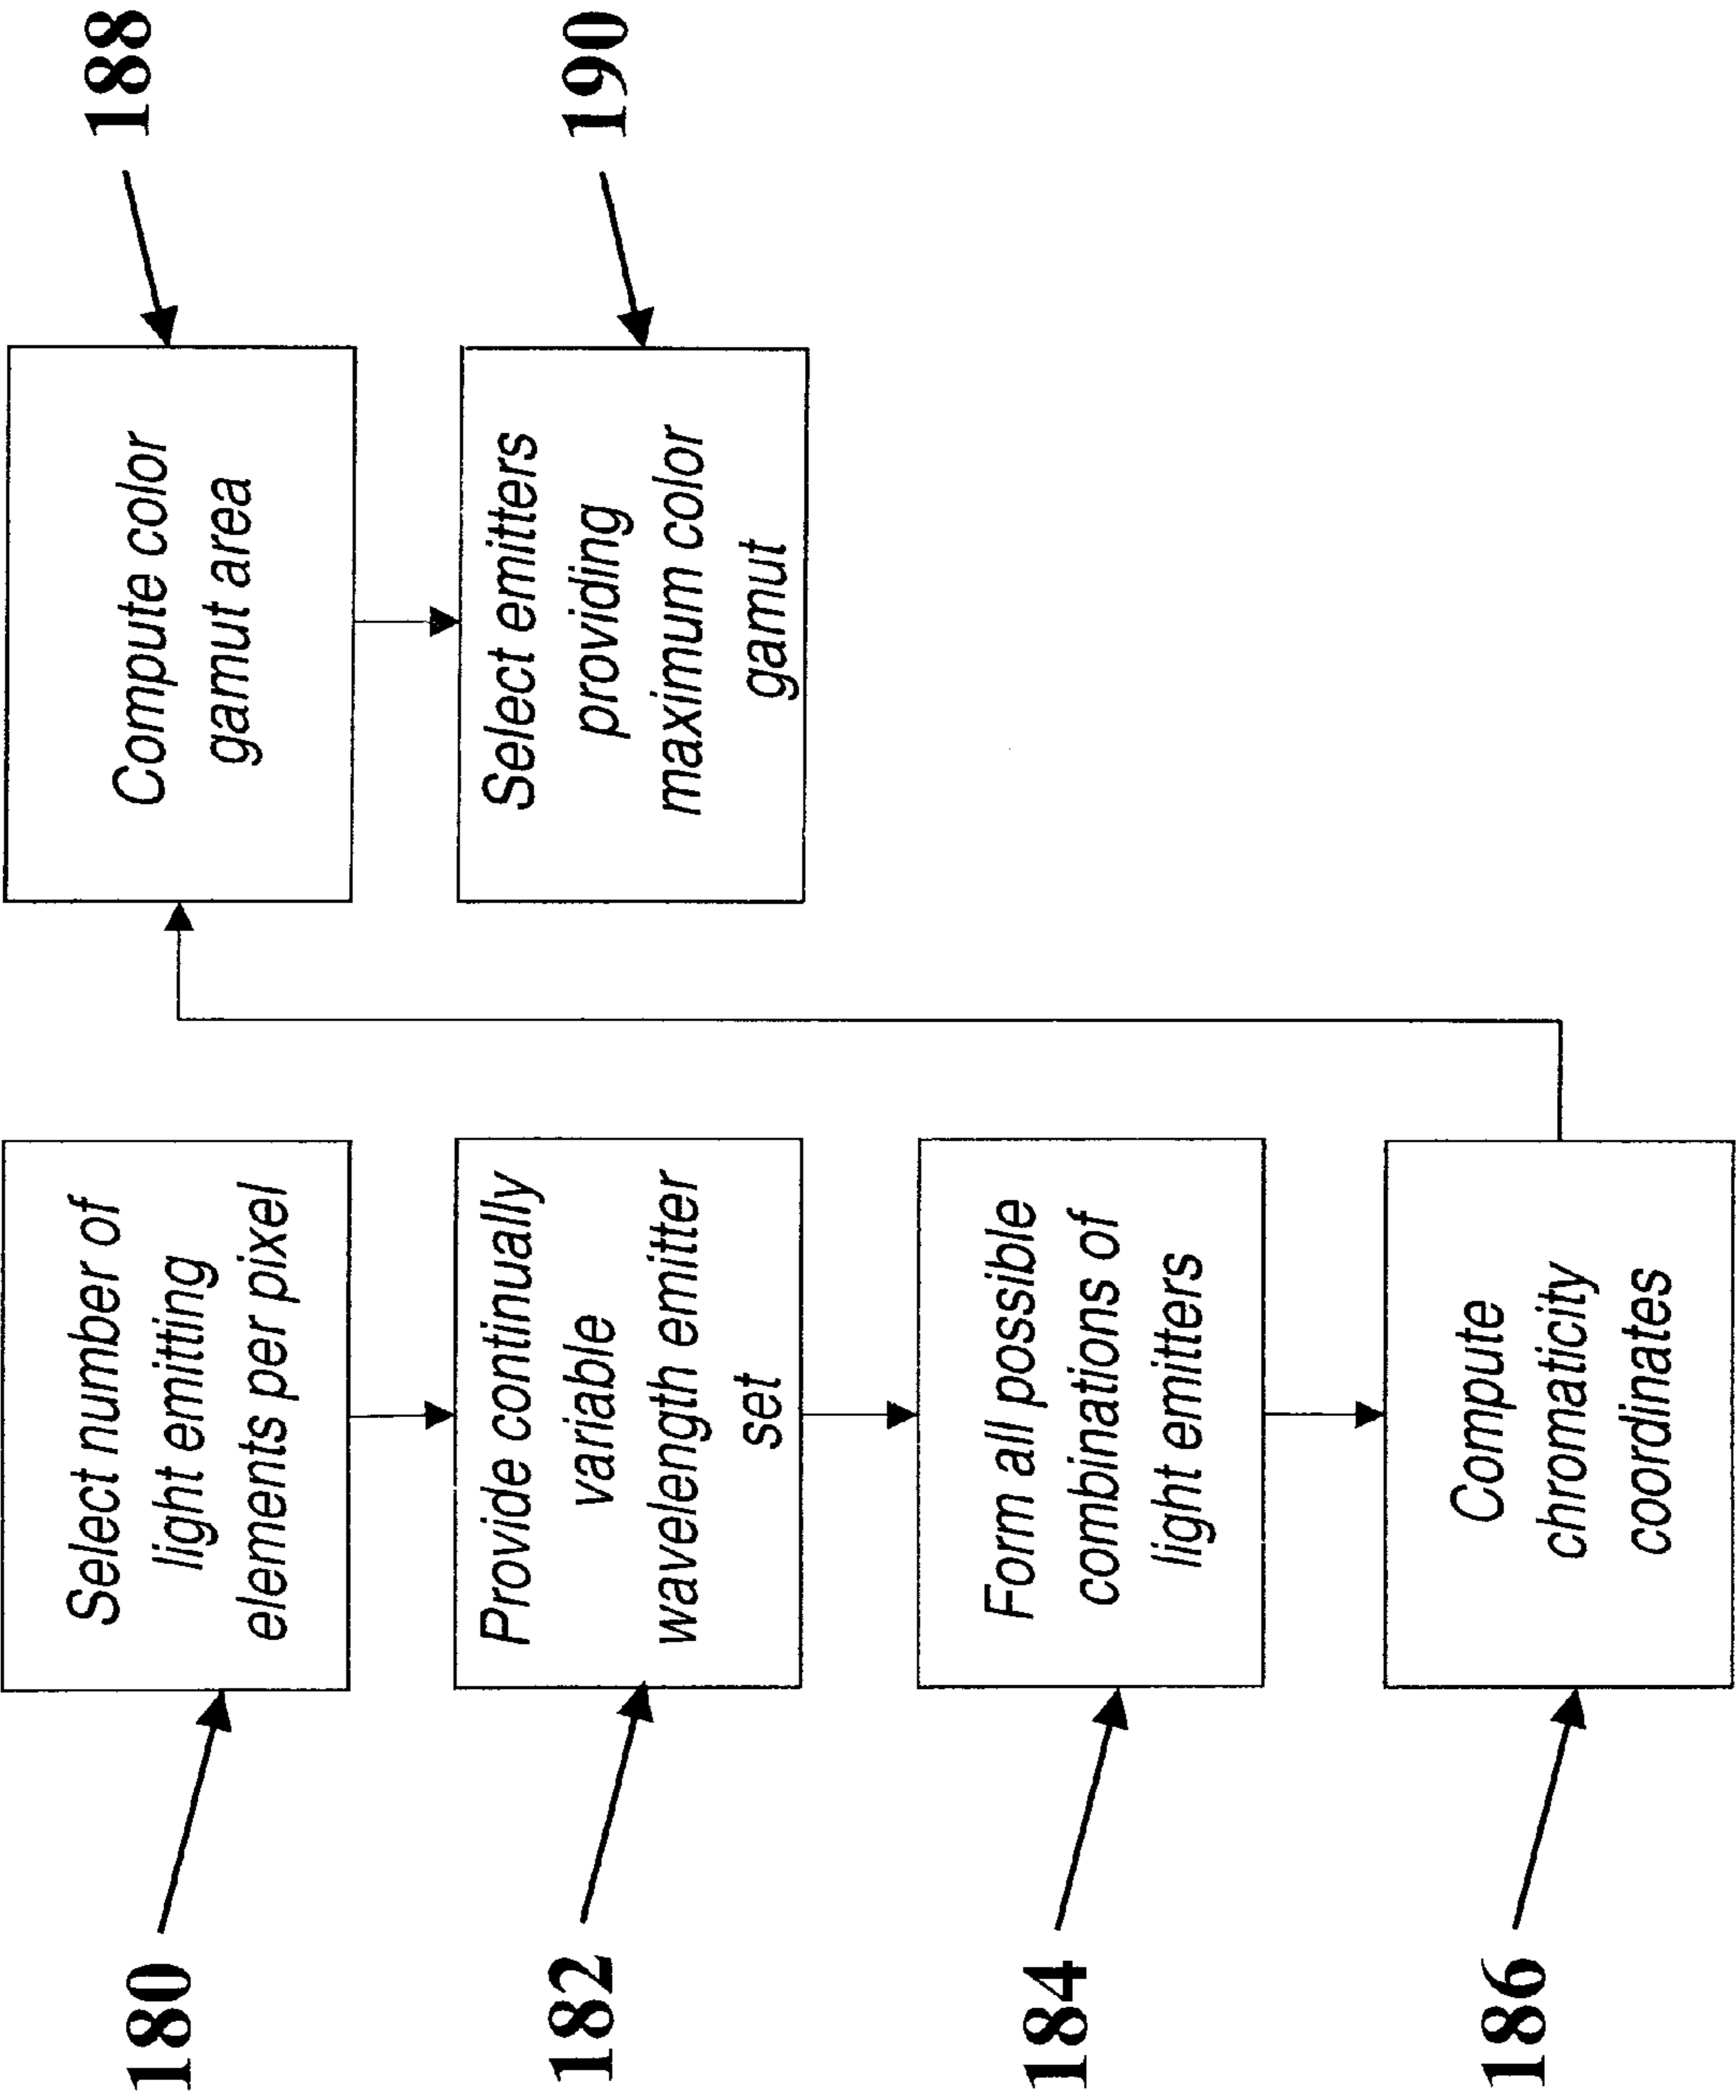 180
Select number of
light emitting
elements per pixel
182
Provide continually
variable
wavelength emitter
set
184
Form all possible
combinations of
light emitters
186
Compute
chromaticity
coordinates
Compute color
gamut area
188
Select emitters
providing
maximum color
gamut
190